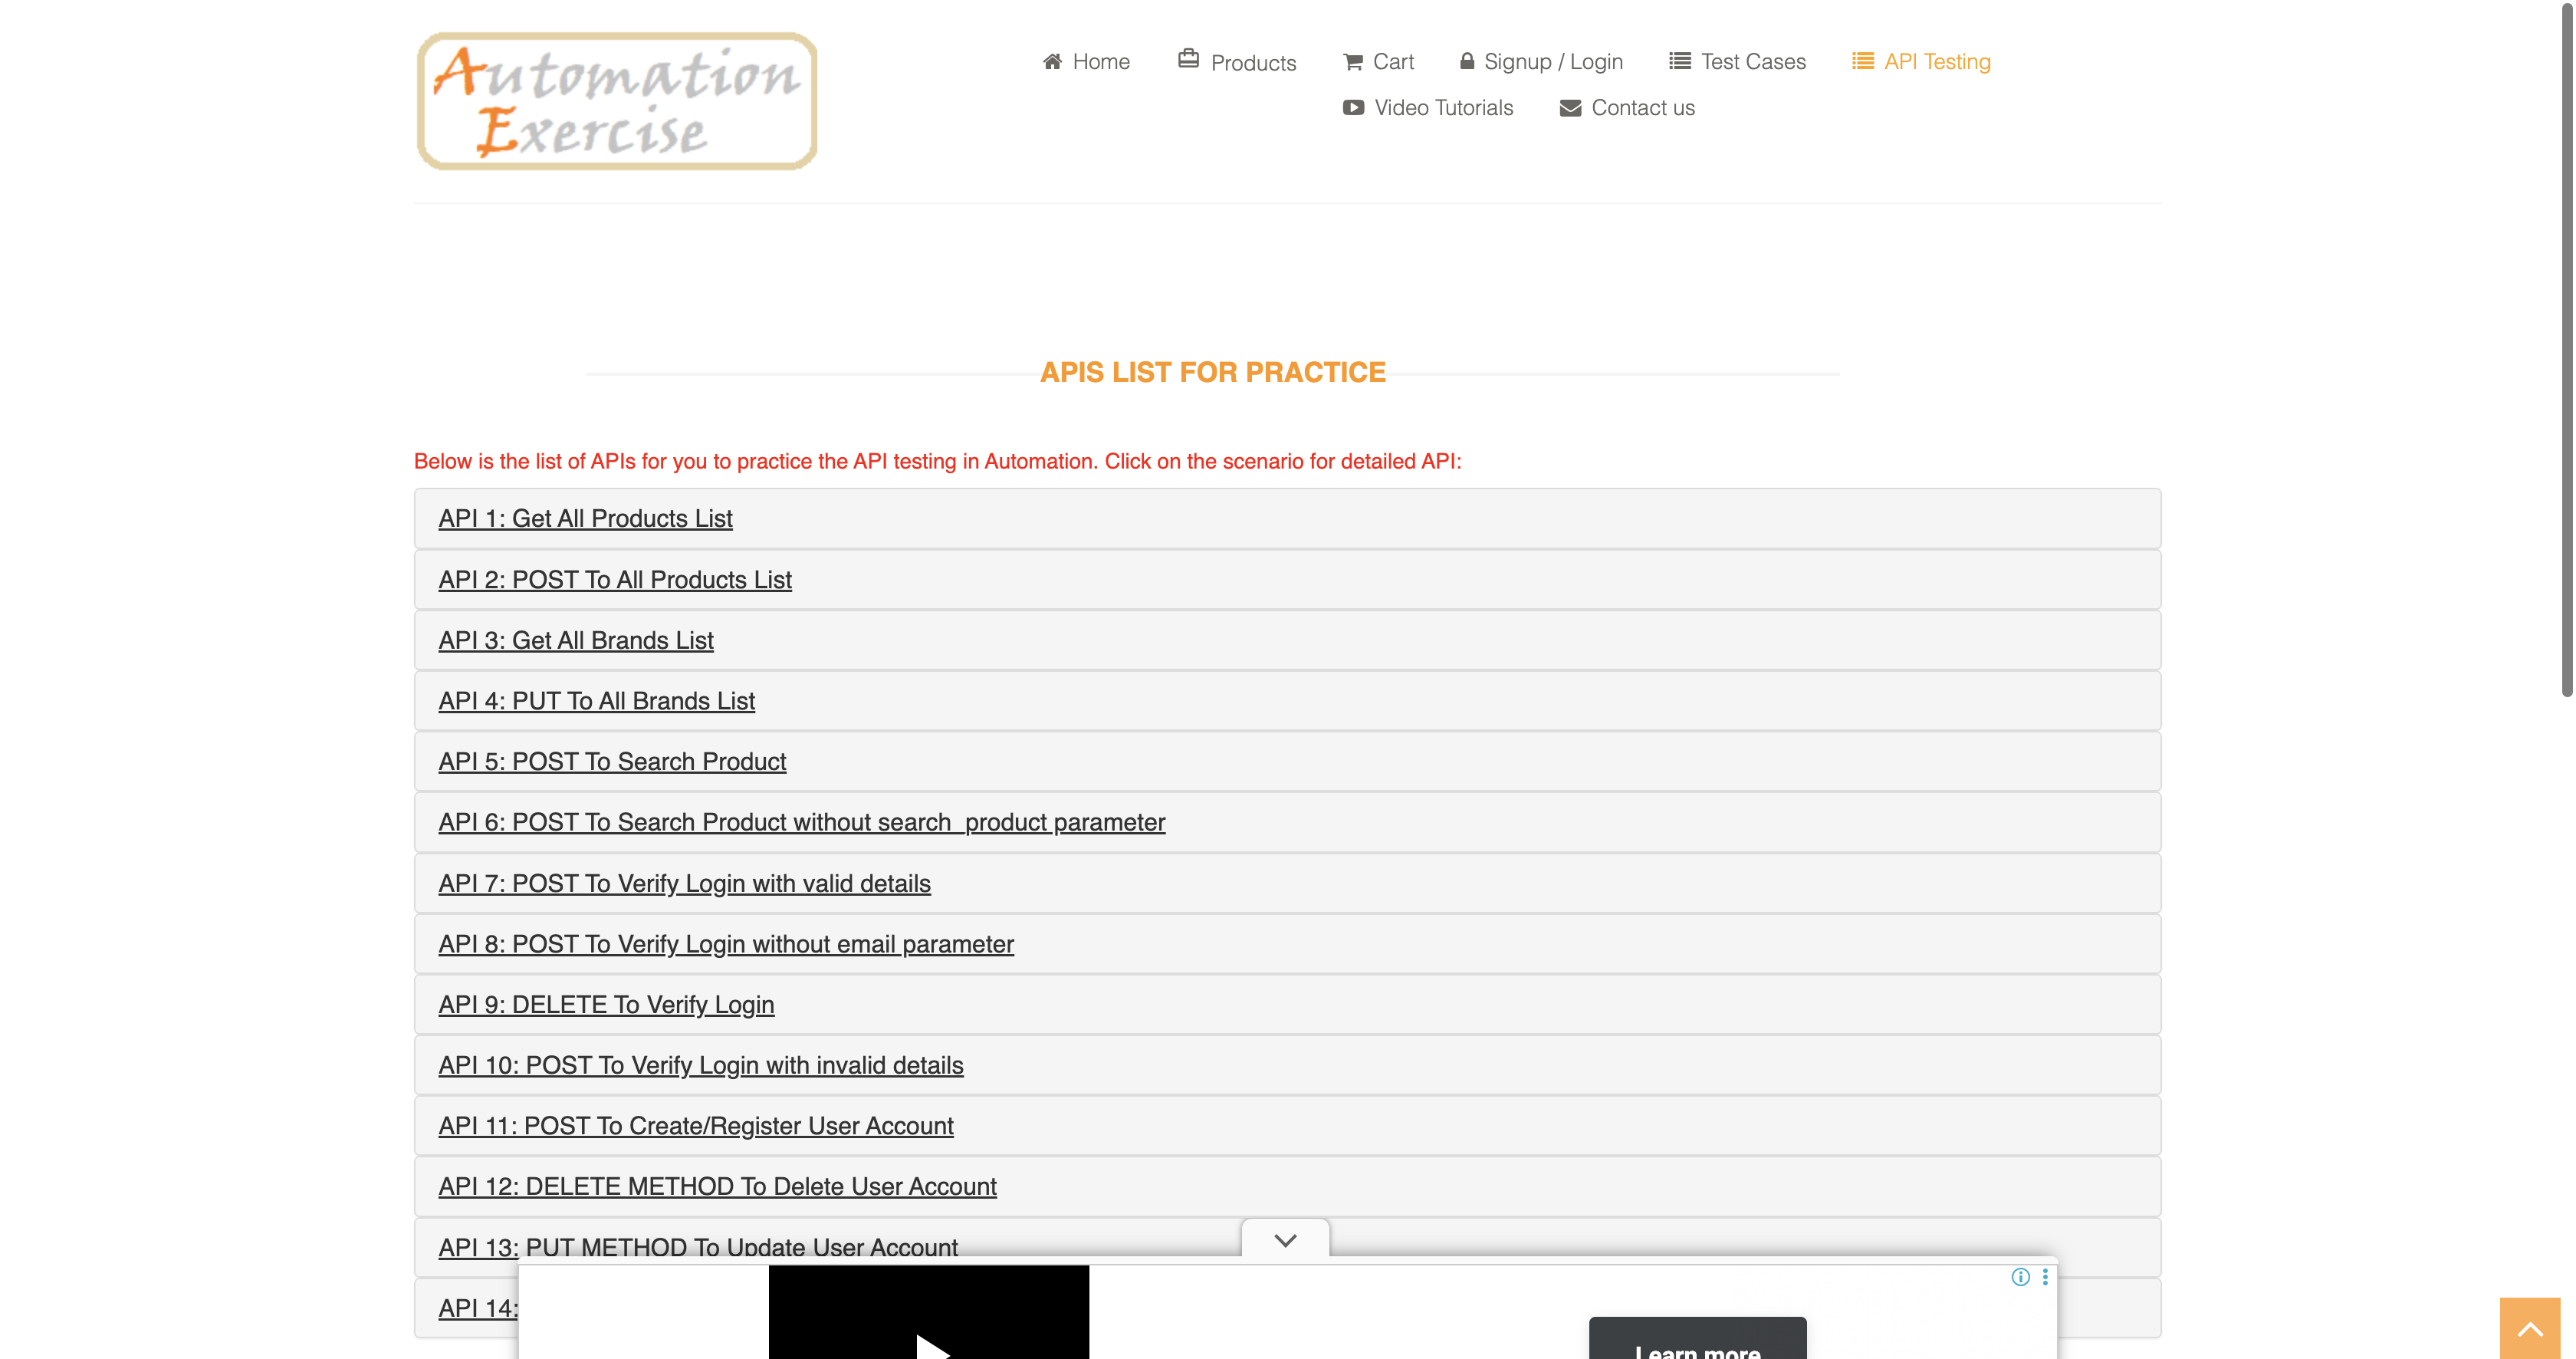 Automation
Exercise
Home
Products
Cart
Signup / Login
Test Cases
API Testing
Video Tutorials
Contact us
APIS LIST FOR PRACTICE
Below is the list of APIs for you to practice the API testing in Automation. Click on the scenario for detailed API:
API 1: Get All Products List
API 2: POST To All Products List
API 3: Get All Brands List
API 4: PUT To All Brands List
API 5: POST To Search Product
API 6: POST To Search Product without search_product parameter
API 7: POST To Verify Login with valid details
API 8: POST To Verify Login without email parameter
API 9: DELETE To Verify Login
API 10: POST To Verify Login with invalid details
API 11: POST To Create/Register User Account
API 12: DELETE METHOD To Delete User Account
API 13: PUT METHOD To Update User Account
API 14:
Learn more